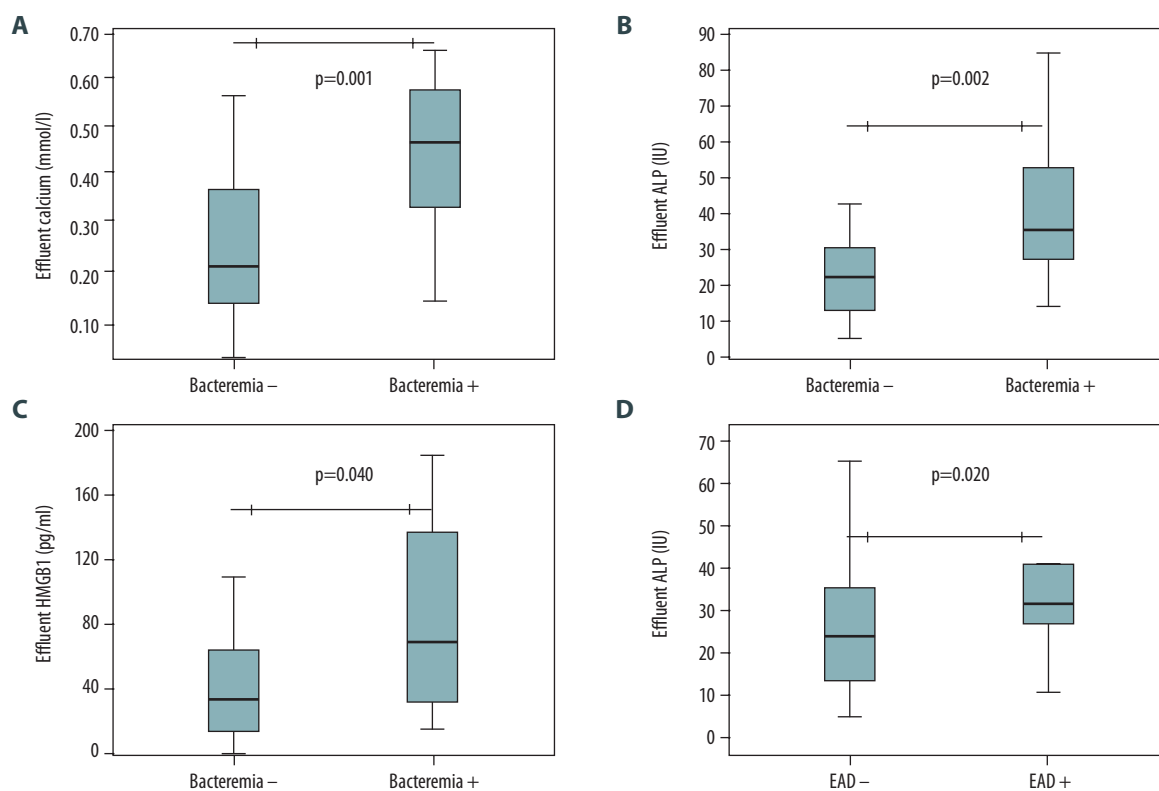 A
Effluent calcium (mmol/l)
0.70
0.60
0.50
0.40
0.30
0.20
0.10
p=0.001
Bacteremia –
Bacteremia +
B
Effluent ALP (IU)
90
80
70
60
50
40
30
20
10
0
p=0.002
Bacteremia –
Bacteremia +
C
Effluent HMGB1 (pg/ml)
200
160
120
80
40
0
p=0.040
Bacteremia –
Bacteremia +
D
Effluent ALP (IU)
70
60
50
40
30
20
10
0
p=0.020
EAD –
EAD +